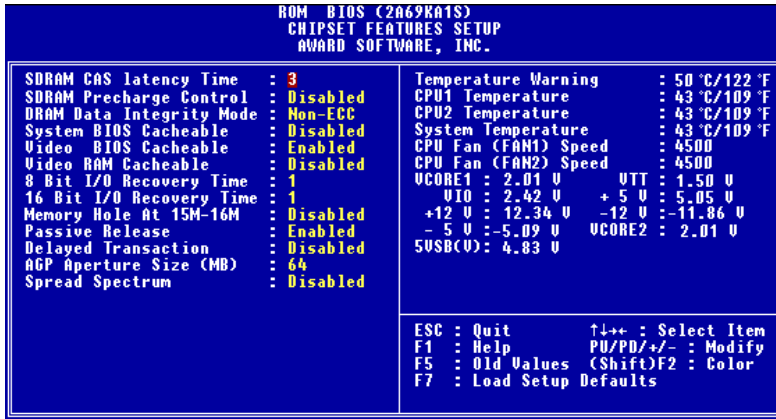 ROM BIOS (2A69KA1S)
CHIPSET FEATURES SETUP
AWARD SOFTWARE, INC.
SDRAM CAS latency Time : 3
SDRAM Precharge Control : Disabled
DRAM Data Integrity Mode : Non-ECC
System BIOS Cacheable : Disabled
Video BIOS Cacheable : Enabled
Video RAM Cacheable : Disabled
8 Bit I/O Recovery Time : 1
16 Bit I/O Recovery Time : 1
Memory Hole At 15M-16M : Disabled
Passive Release : Enabled
Delayed Transaction : Disabled
AGP Aperture Size (MB) : 64
Spread Spectrum : Disabled
Temperature Warning : 50 °C/122 °F
CPU1 Temperature : 43 °C/109 °F
CPU2 Temperature : 43 °C/109 °F
System Temperature : 43 °C/109 °F
CPU Fan (FAN1) Speed : 4500
CPU Fan (FAN2) Speed : 4500
VCORE1 : 2.01 V VTT : 1.50 V
VIO : 2.42 V + 5 V : 5.05 V
+12 V : 12.34 V -12 V :-11.86 V
- 5 V :-5.09 V VCORE2 : 2.01 V
5VSB(V): 4.83 V
ESC : Quit ↑↓→← : Select Item
F1 : Help PU/PD/+/- : Modify
F5 : Old Values (Shift)F2 : Color
F7 : Load Setup Defaults